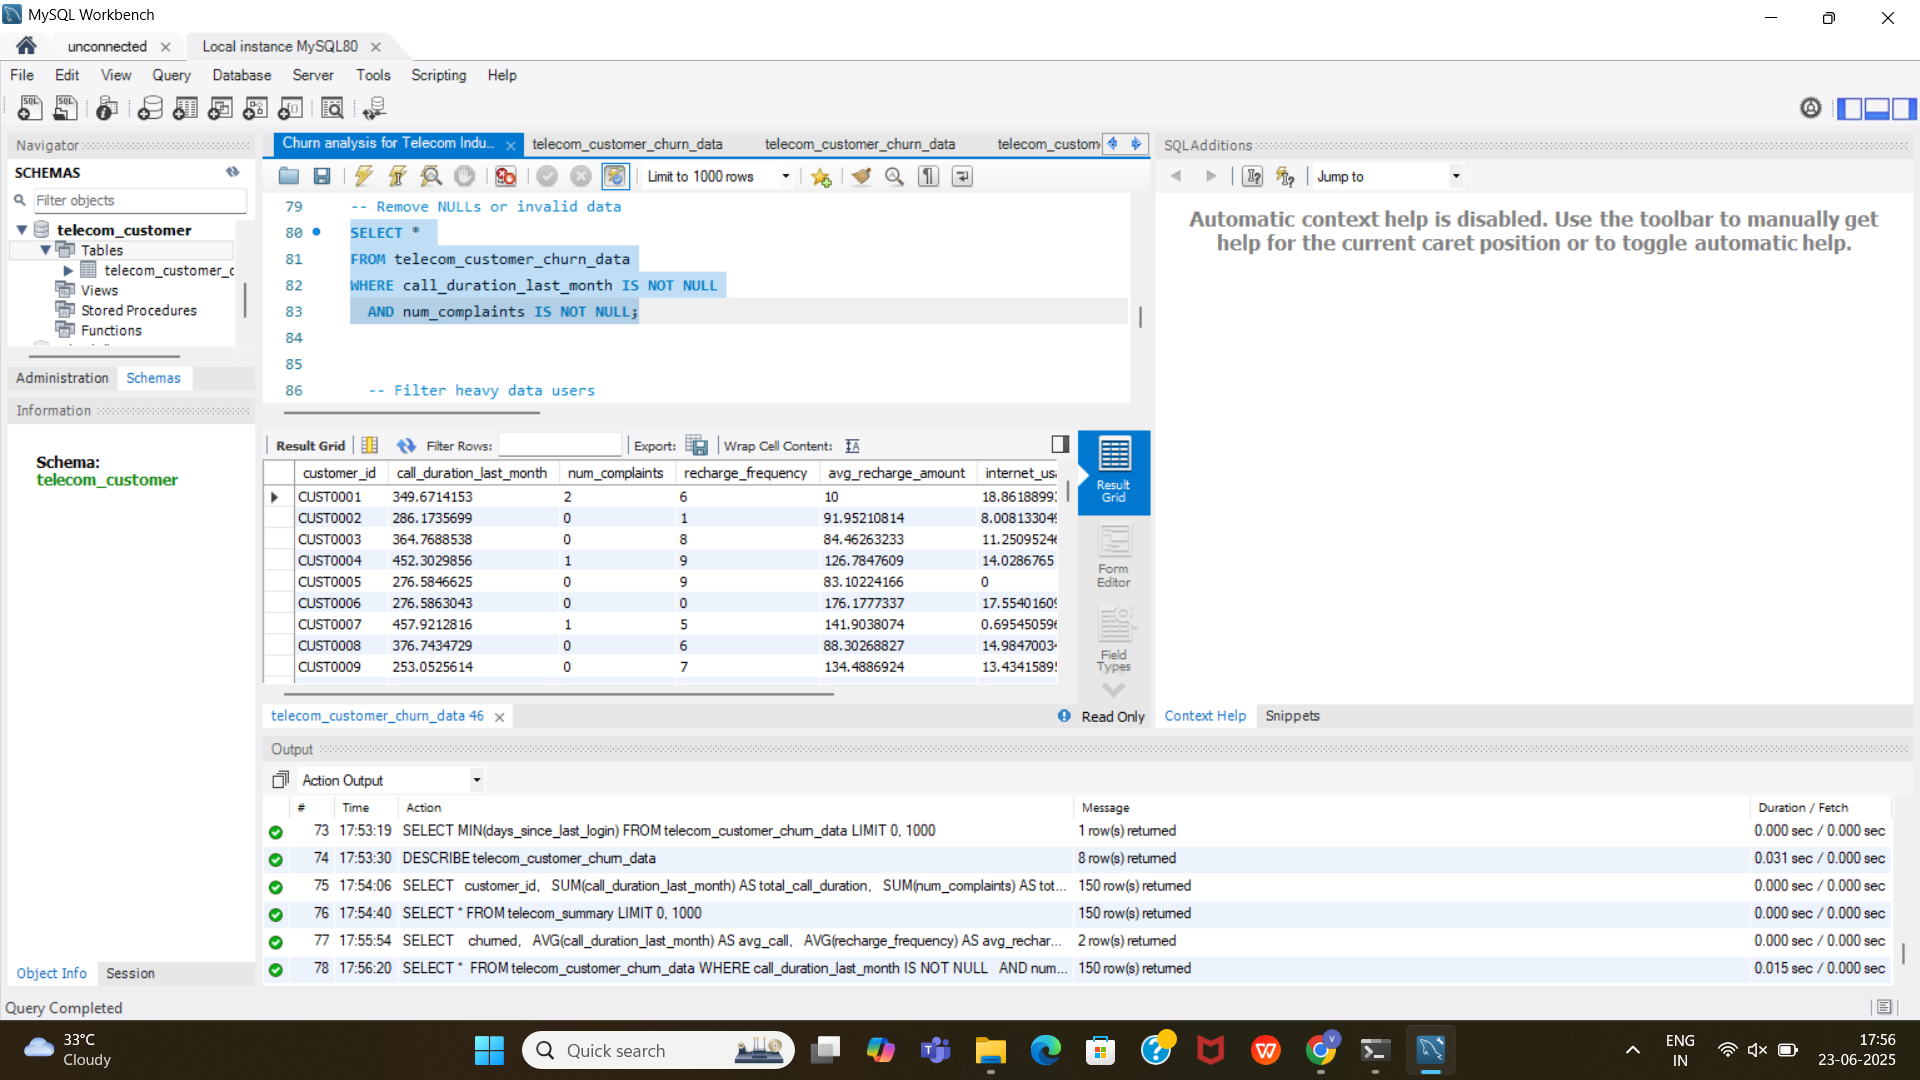 MySQL Workbench
unconnected
Local instance MySQL80
File Edit View Query Database Server Tools Scripting Help
Navigator
SCHEMAS
Filter objects
telecom_customer
Tables
telecom_customer_c
Views
Stored Procedures
Functions
Administration Schemas
Information
Schema:
telecom_customer
Object Info Session
Churn analysis for Telecom Indu...
telecom_customer_churn_data
telecom_customer_churn_data
telecom_custom
Limit to 1000 rows
79 -- Remove NULLs or invalid data
80 SELECT *
81 FROM telecom_customer_churn_data
82 WHERE call_duration_last_month IS NOT NULL
83 AND num_complaints IS NOT NULL;
84
85
86 -- Filter heavy data users
Result Grid Filter Rows: Export: Wrap Cell Content:
customer_id call_duration_last_month num_complaints recharge_frequency avg_recharge_amount internet_usa
CUST0001 349.6714153 2 6 10 18.86188993
CUST0002 286.1735699 0 1 91.95210814 8.008133049
CUST0003 364.7688538 0 8 84.46263233 11.25095246
CUST0004 452.3029856 1 9 126.7847609 14.0286765
CUST0005 276.5846625 0 9 83.10224166 0
CUST0006 276.5863043 0 0 176.1777337 17.55401609
CUST0007 457.9212816 1 5 141.9038074 0.695450596
CUST0008 376.7434729 0 6 88.30268827 14.98470034
CUST0009 253.0525614 0 7 134.4886924 13.43415895
Result
Grid
Form
Editor
Field
Types
telecom_customer_churn_data 46
Read Only
SQLAdditions
Jump to
Automatic context help is disabled. Use the toolbar to manually get
help for the current caret position or to toggle automatic help.
Context Help Snippets
Output
Action Output
# Time Action Message Duration / Fetch
73 17:53:19 SELECT MIN(days_since_last_login) FROM telecom_customer_churn_data LIMIT 0, 1000 1 row(s) returned 0.000 sec / 0.000 sec
74 17:53:30 DESCRIBE telecom_customer_churn_data 8 row(s) returned 0.031 sec / 0.000 sec
75 17:54:06 SELECT customer_id, SUM(call_duration_last_month) AS total_call_duration, SUM(num_complaints) AS tot... 150 row(s) returned 0.000 sec / 0.000 sec
76 17:54:40 SELECT * FROM telecom_summary LIMIT 0, 1000 150 row(s) returned 0.000 sec / 0.000 sec
77 17:55:54 SELECT churned, AVG(call_duration_last_month) AS avg_call, AVG(recharge_frequency) AS avg_rechar... 2 row(s) returned 0.000 sec / 0.000 sec
78 17:56:20 SELECT * FROM telecom_customer_churn_data WHERE call_duration_last_month IS NOT NULL AND num... 150 row(s) returned 0.015 sec / 0.000 sec
Query Completed
33°C
Cloudy
Quick search
ENG
IN
17:56
23-06-2025